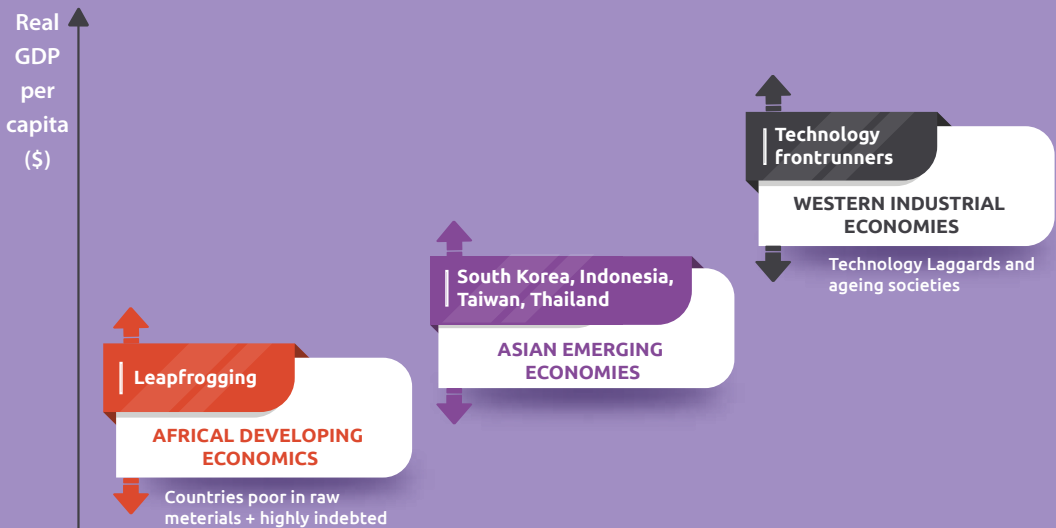 Real
GDP
per
capita
($)
Technology
frontrunners
WESTERN INDUSTRIAL
ECONOMIES
Technology Laggards and
ageing societies
South Korea, Indonesia,
Taiwan, Thailand
ASIAN EMERGING
ECONOMIES
Leapfrogging
AFRICAL DEVELOPING
ECONOMICS
Countries poor in raw
meterials + highly indebted